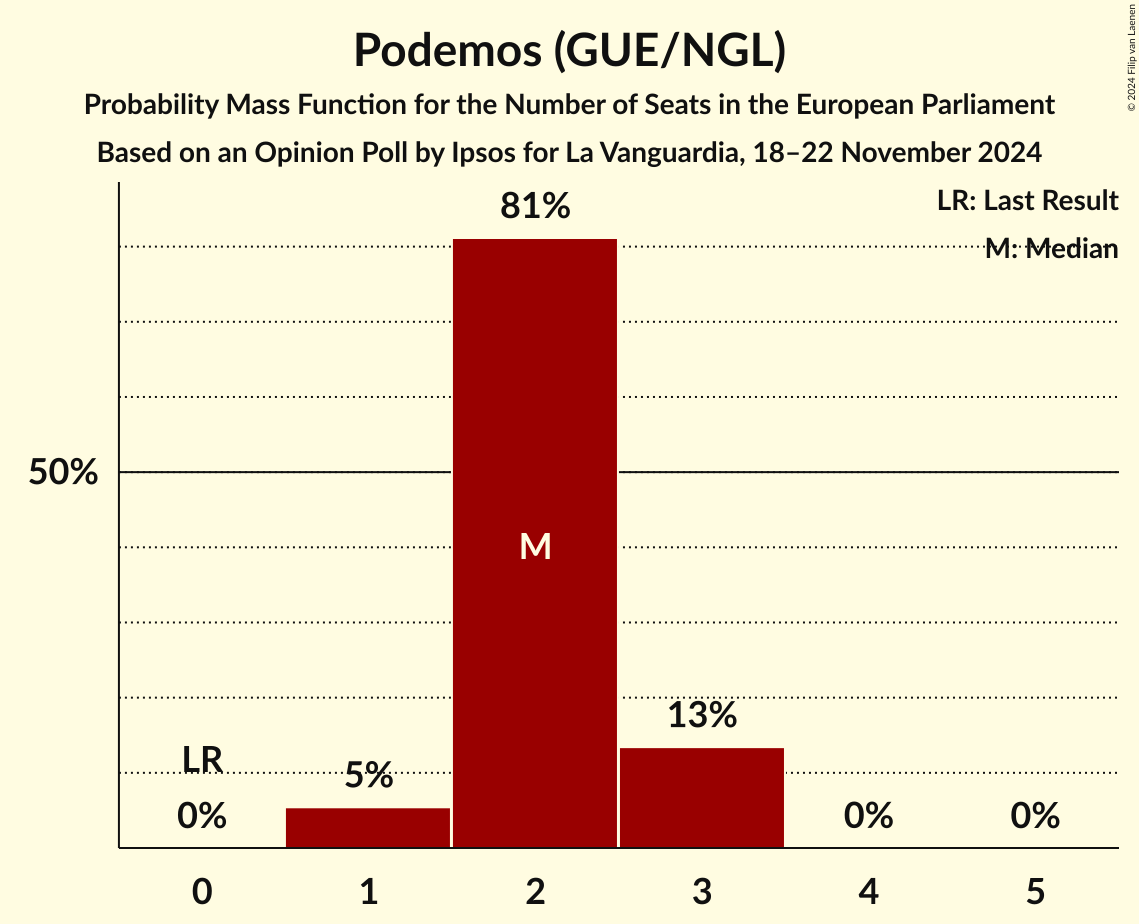 Podemos (GUE/NGL)
Probability Mass Function for the Number of Seats in the European Parliament
Based on an Opinion Poll by Ipsos for La Vanguardia, 18–22 November 2024
© 2024 Filip van Laenen
LR: Last Result
M: Median
81%
50%
M
13%
LR
5%
0%
0%
0%
0
1
2
3
4
5